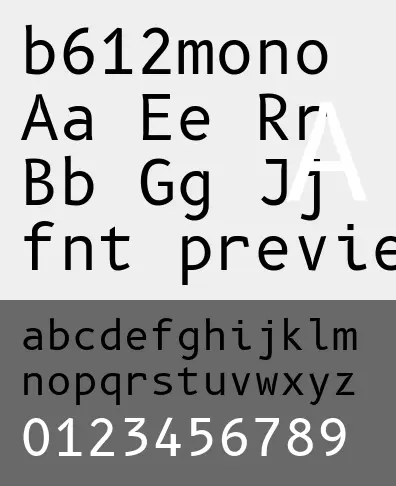 b612mono
Aa Ee Rr
A
Bb Gg Jj
fnt previe
abcdefghijklm
nopqrstuvwxyz
0123456789